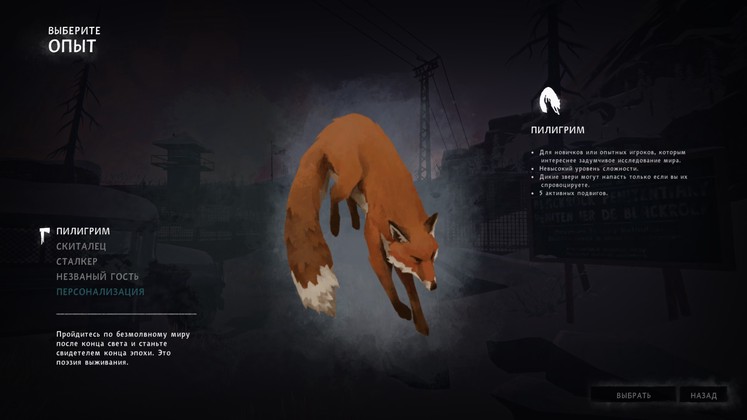 ВЫБЕРИТЕ
ОПЫТ
ПИЛИГРИМ
СКИТАЛЕЦ
СТАЛКЕР
НЕЗВАНЫЙ ГОСТЬ
ПЕРСОНАЛИЗАЦИЯ
Пройдитесь по безмолвному миру
после конца света и станьте
свидетелем конца эпохи. Это
поэзия выживания.
ПИЛИГРИМ
• Для новичков или опытных игроков, которым
интереснее задумчивое исследование мира.
• Невысокий уровень сложности.
• Дикие звери могут напасть только если вы их
спровоцируете.
• 5 активных подвигов.
ВЫБРАТЬ
НАЗАД